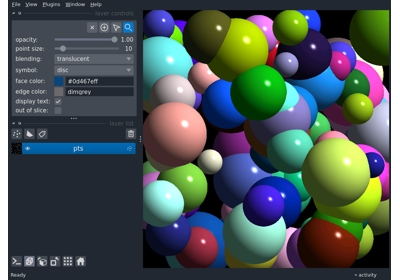 File View Plugins Window Help
layer controls
opacity: 1.00
point size: 10
blending: translucent
symbol: disc
face color: #0d467eff
edge color: dimgrey
display text:
out of slice:
layer list
pts
Ready
activity